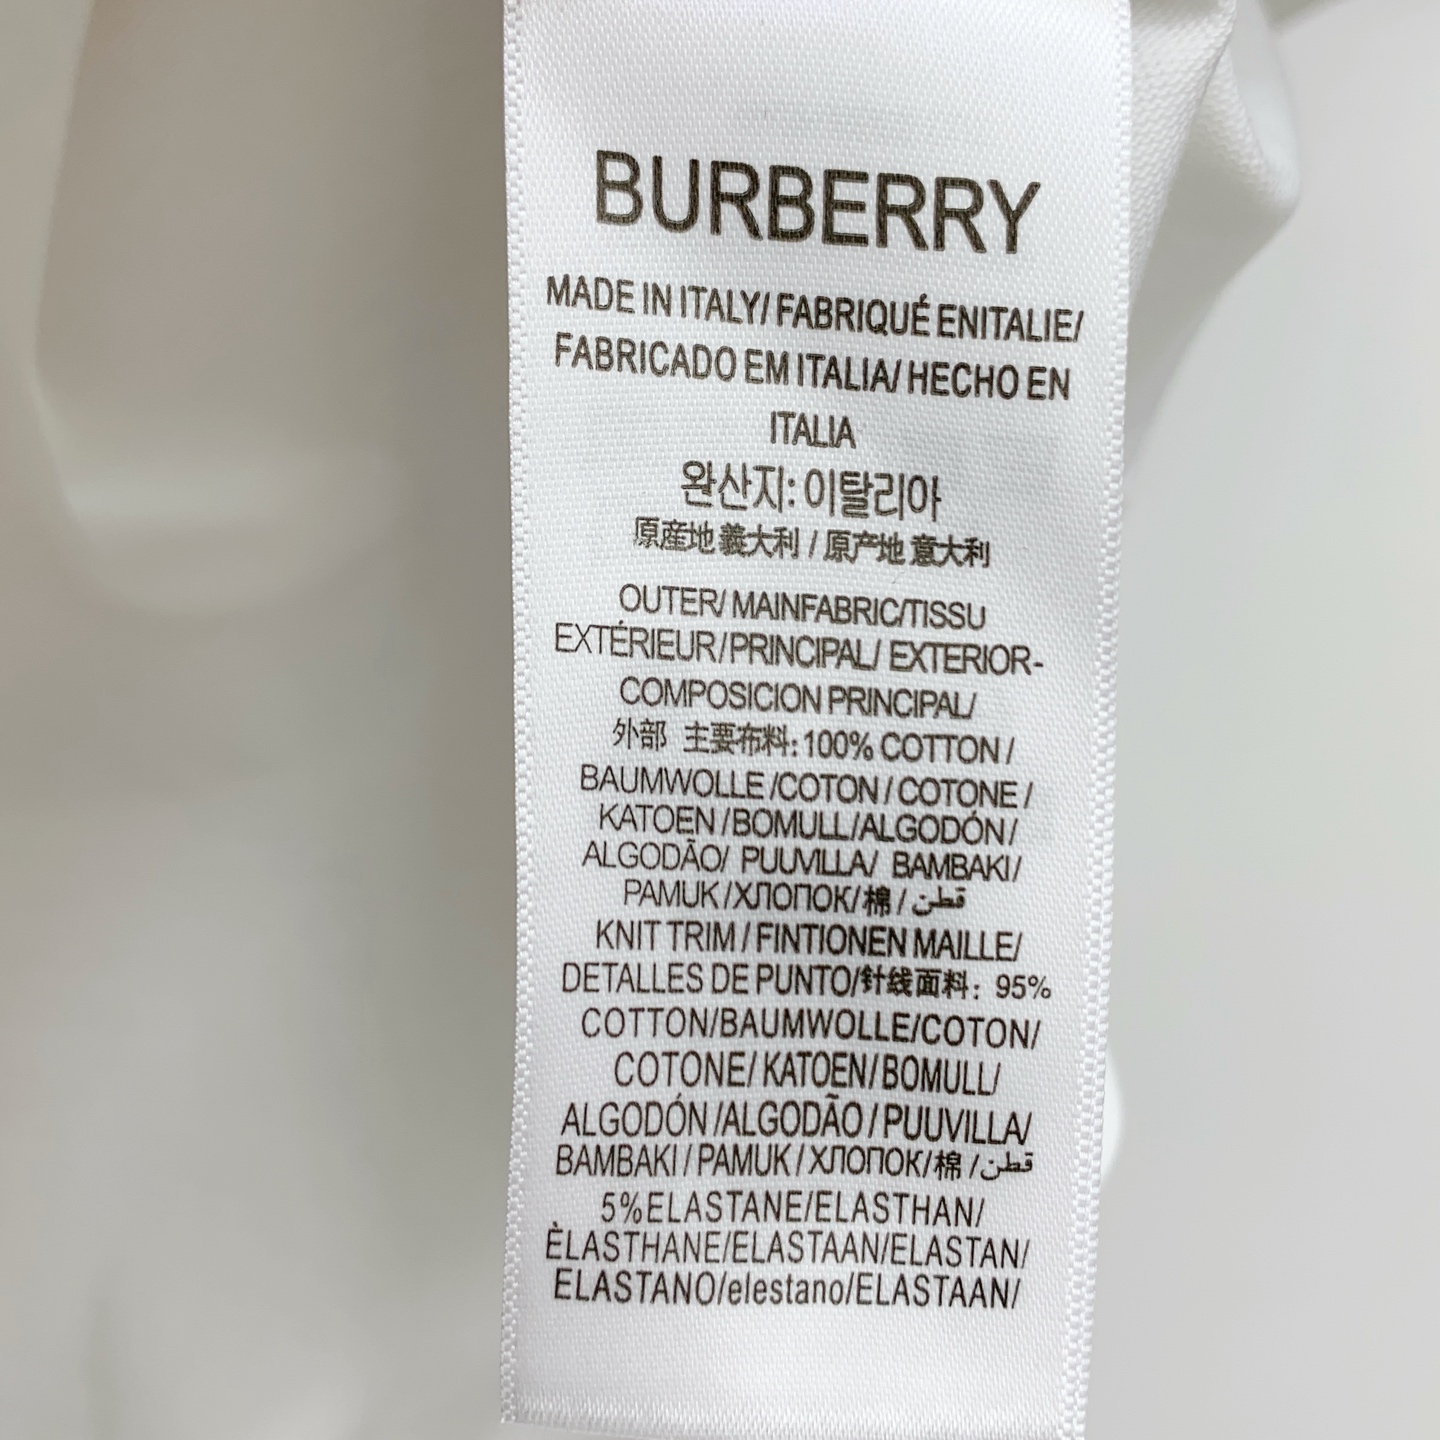 BURBERRY
MADE IN ITALY/ FABRIQUÉ ENITALIE/
FABRICADO EM ITALIA/ HECHO EN
ITALIA
완산지: 이탈리아
原産地 義大利 / 原产地 意大利
OUTER/ MAINFABRIC/TISSU
EXTÉRIEUR/PRINCIPAL/ EXTERIOR-
COMPOSICION PRINCIPAL/
外部 主要布料: 100% COTTON /
BAUMWOLLE /COTON / COTONE /
KATOEN /BOMULL/ALGODÓN/
ALGODÃO/ PUUVILLA/ BAMBAKI/
PAMUK /ХЛОПОК/棉 / قطن
KNIT TRIM / FINTIONEN MAILLE/
DETALLES DE PUNTO/针线面料: 95%
COTTON/BAUMWOLLE/COTON/
COTONE/ KATOEN/ BOMULL/
ALGODÓN /ALGODÃO / PUUVILLA/
BAMBAKI / PAMUK / ХЛОПОК/棉 / قطن
5%ELASTANE/ELASTHAN/
ÈLASTHANE/ELASTAAN/ELASTAN/
ELASTANO/elestano/ELASTAAN/